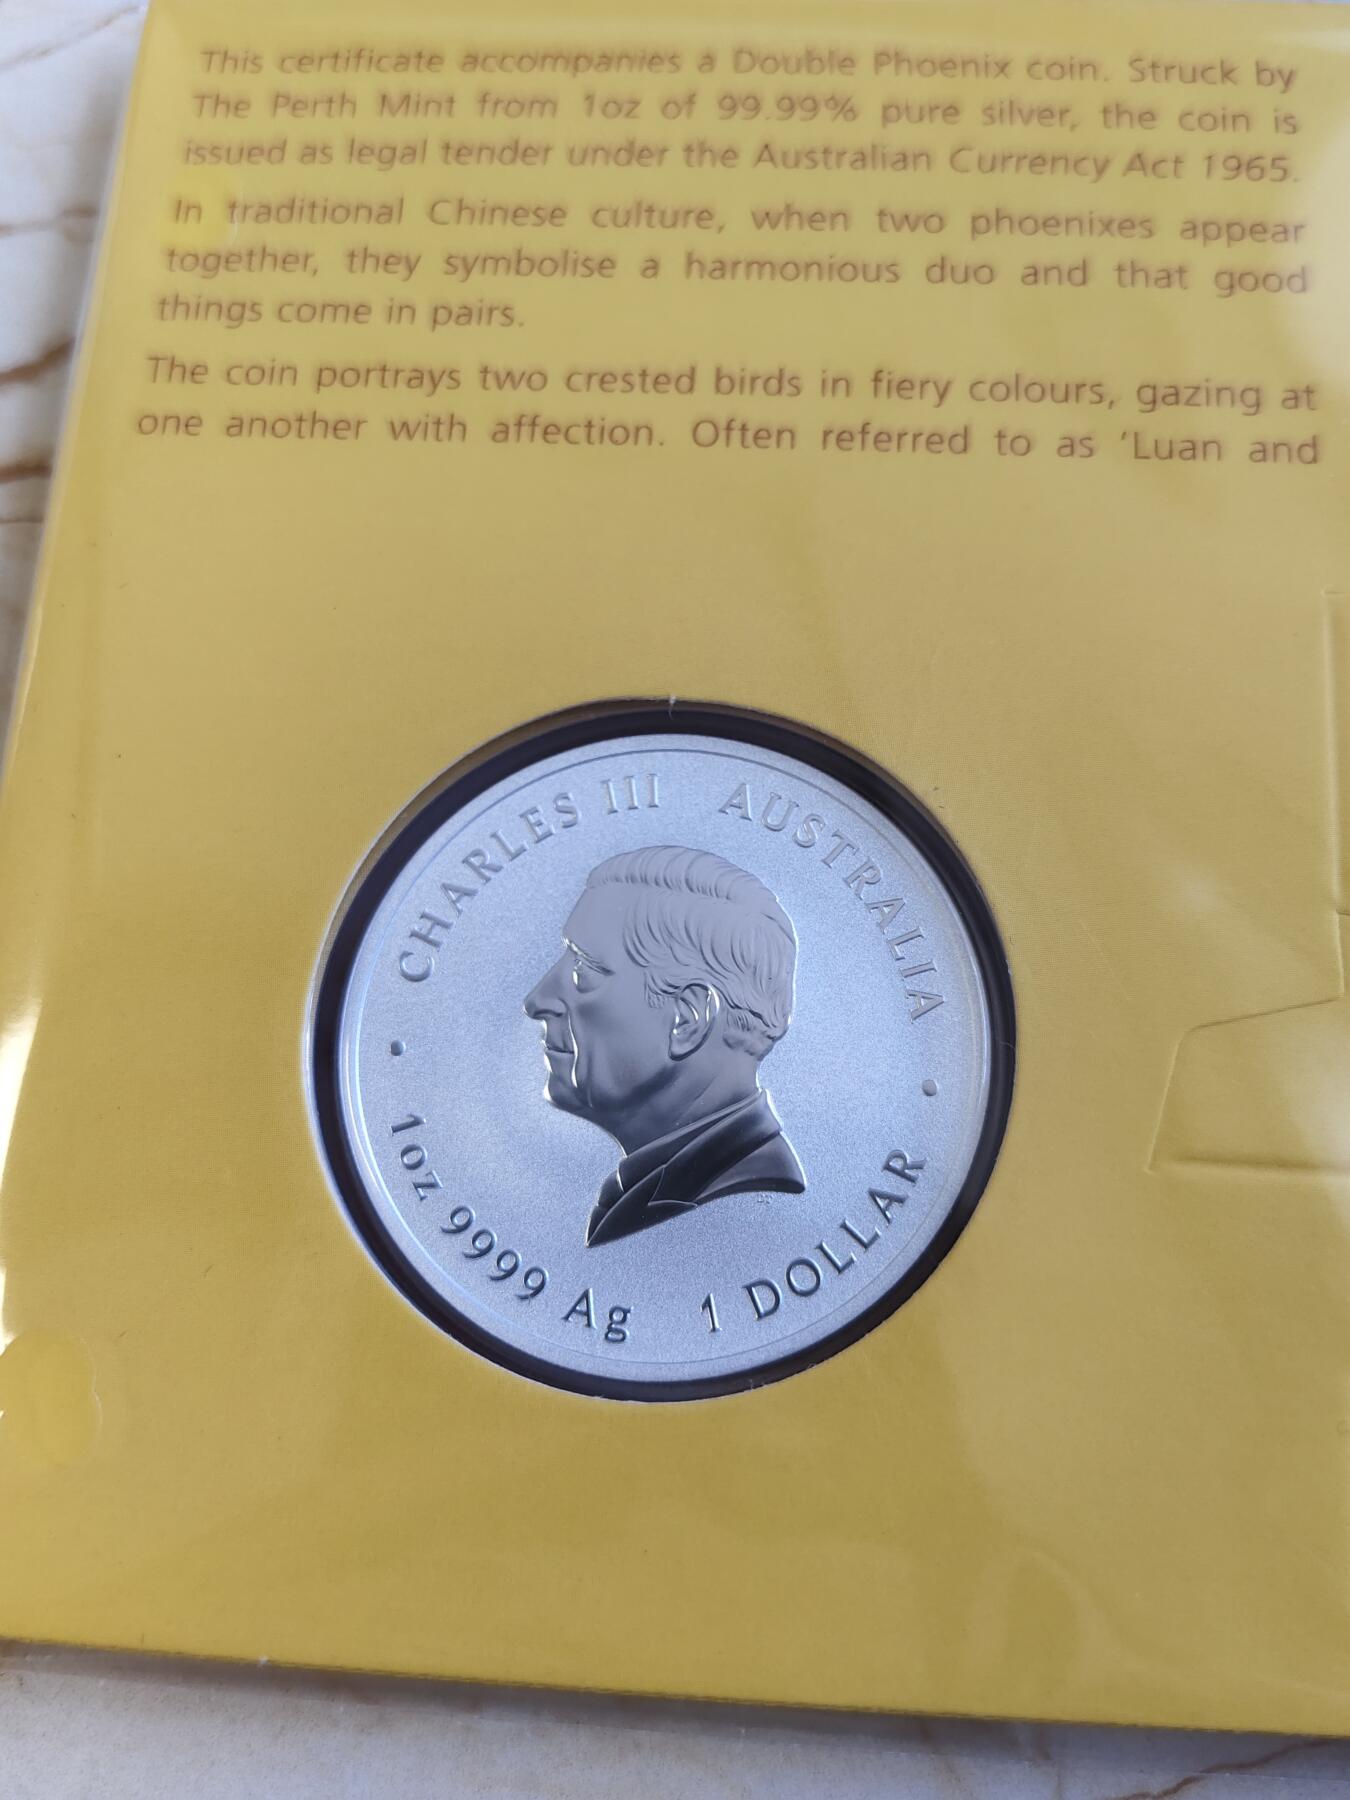 This certificate accompanies a Double Phoenix coin. Struck by
The Perth Mint from 1oz of 99.99% pure silver, the coin is
issued as legal tender under the Australian Currency Act 1965.
In traditional Chinese culture, when two phoenixes appear
together, they symbolise a harmonious duo and that good
things come in pairs.
The coin portrays two crested birds in fiery colours, gazing at
one another with affection. Often referred to as ‘Luan and
CHARLES III AUSTRALIA
1oz 9999 Ag 1 DOLLAR